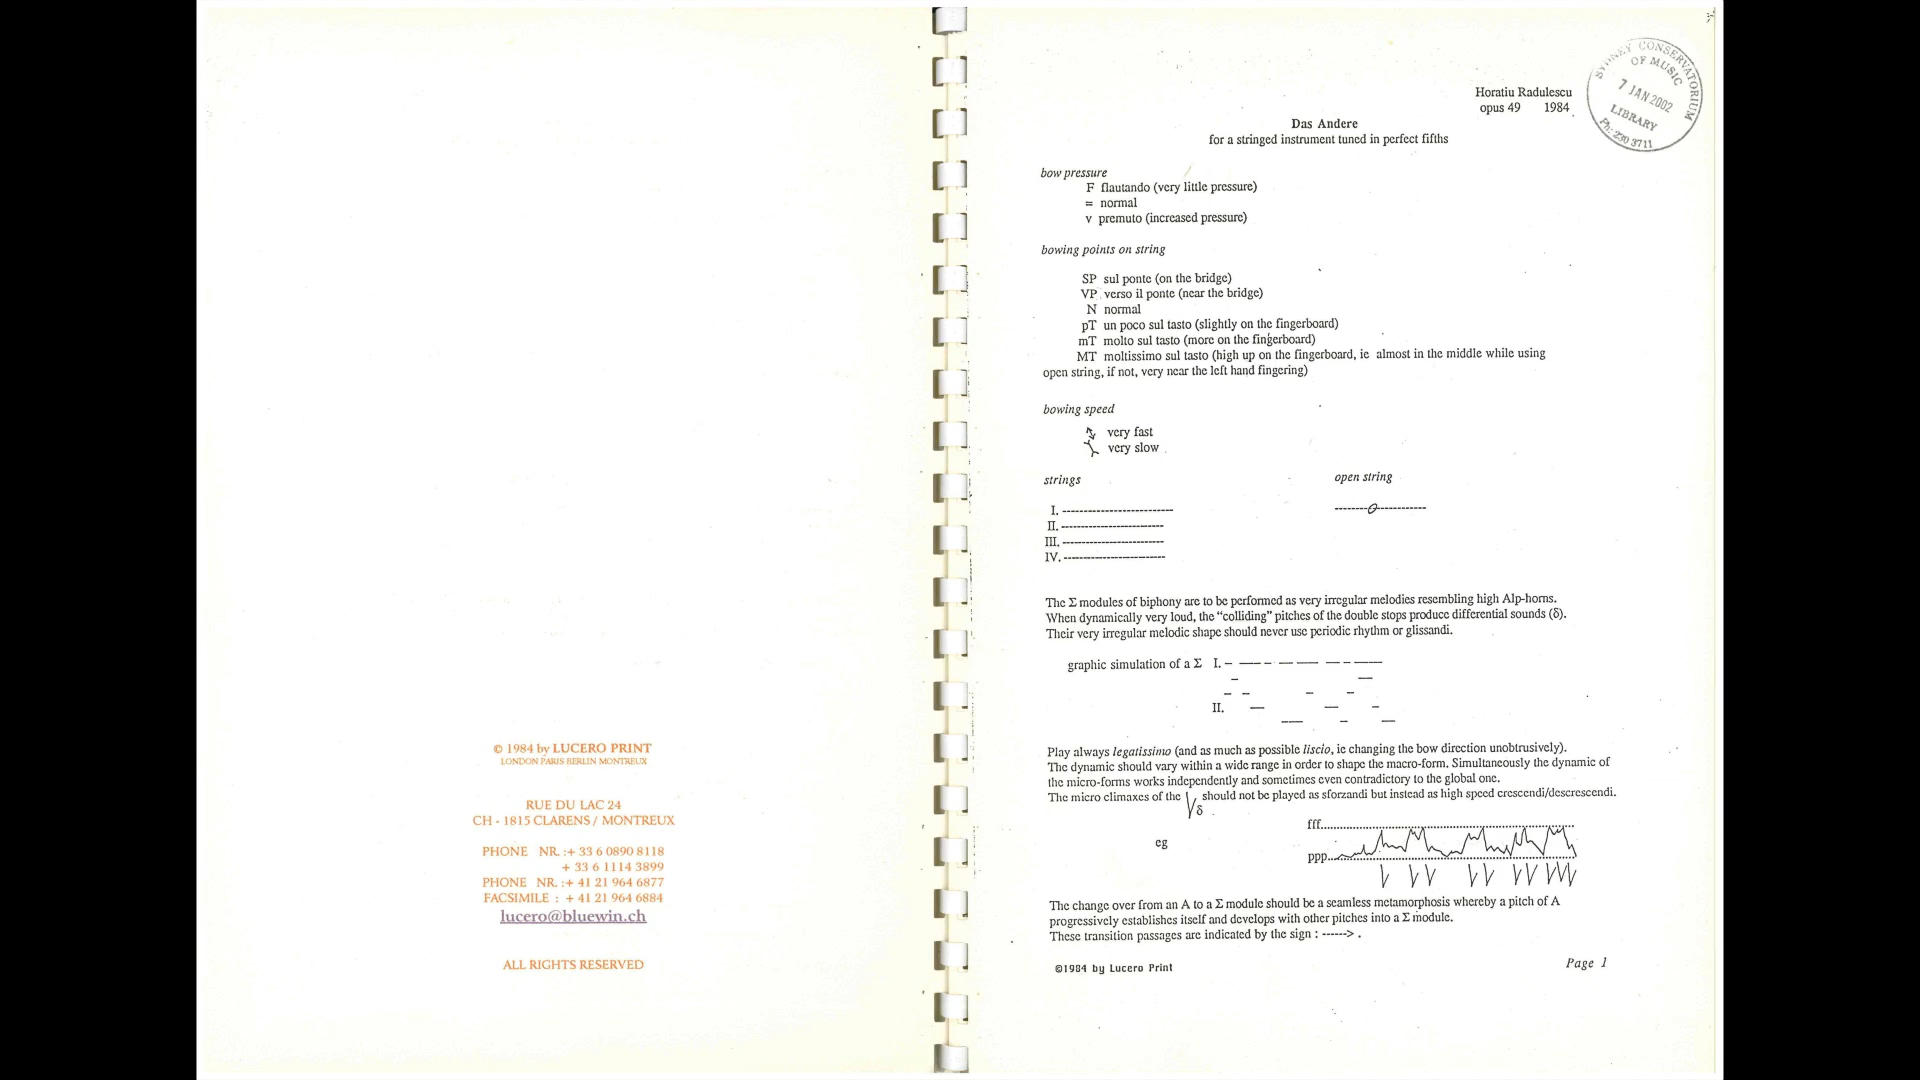 © 1984 by LUCERO PRINT
LONDON PARIS BERLIN MONTREUX
RUE DU LAC 24
CH - 1815 CLARENS / MONTREUX
PHONE NR. :+ 33 6 0890 8118
+ 33 6 1114 3899
PHONE NR. :+ 41 21 964 6877
FACSIMILE : + 41 21 964 6884
lucero@bluewin.ch
ALL RIGHTS RESERVED
SYDNEY CONSERVATORIUM
OF MUSIC
7 JAN 2002
LIBRARY
Ph: 230 3711
Horatiu Radulescu
opus 49 1984
Das Andere
for a stringed instrument tuned in perfect fifths
bow pressure
F flautando (very little pressure)
= normal
v premuto (increased pressure)
bowing points on string
SP sul ponte (on the bridge)
VP verso il ponte (near the bridge)
N normal
pT un poco sul tasto (slightly on the fingerboard)
mT molto sul tasto (more on the fingerboard)
MT moltissimo sul tasto (high up on the fingerboard, ie almost in the middle while using
open string, if not, very near the left hand fingering)
bowing speed
very fast
very slow
strings open string
I. --------------------------
II. ------------------------
III. ------------------------
IV. ------------------------
The Σ modules of biphony are to be performed as very irregular melodies resembling high Alp-horns.
When dynamically very loud, the “colliding” pitches of the double stops produce differential sounds (δ).
Their very irregular melodic shape should never use periodic rhythm or glissandi.
graphic simulation of a Σ I.
II.
Play always legatissimo (and as much as possible liscio, ie changing the bow direction unobtrusively).
The dynamic should vary within a wide range in order to shape the macro-form. Simultaneously the dynamic of
the micro-forms works independently and sometimes even contradictory to the global one.
The micro climaxes of the V δ should not be played as sforzandi but instead as high speed crescendi/descrescendi.
fff
eg
ppp
The change over from an A to a Σ module should be a seamless metamorphosis whereby a pitch of A
progressively establishes itself and develops with other pitches into a Σ module.
These transition passages are indicated by the sign : ------> .
©1984 by Lucero Print Page 1